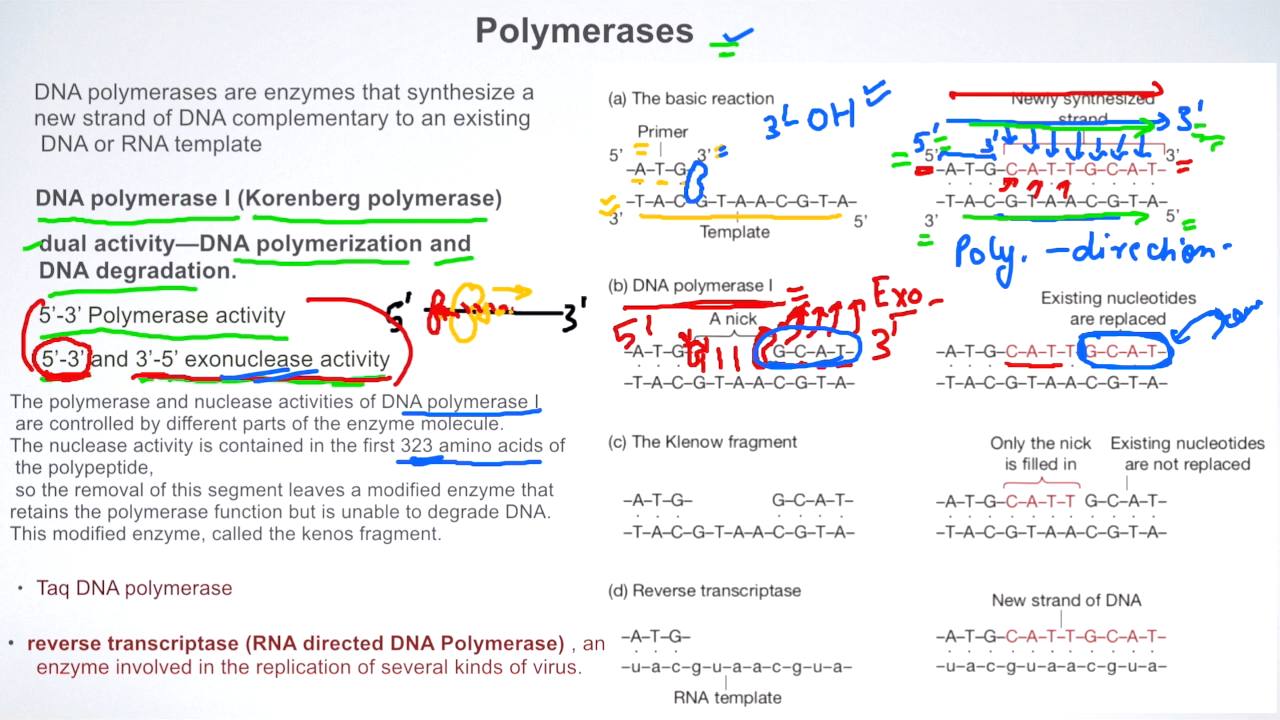 Polymerases
DNA polymerases are enzymes that synthesize a
new strand of DNA complementary to an existing
DNA or RNA template
DNA polymerase I (Korenberg polymerase)
dual activity—DNA polymerization and
DNA degradation.
5'-3' Polymerase activity
5'-3' and 3'-5' exonuclease activity
5' 3'
The polymerase and nuclease activities of DNA polymerase I
are controlled by different parts of the enzyme molecule.
The nuclease activity is contained in the first 323 amino acids of
the polypeptide,
so the removal of this segment leaves a modified enzyme that
retains the polymerase function but is unable to degrade DNA.
This modified enzyme, called the kenos fragment.
• Taq DNA polymerase
• reverse transcriptase (RNA directed DNA Polymerase) , an
enzyme involved in the replication of several kinds of virus.
(a) The basic reaction
3' OH
Primer
5' 3'
–A–T–G
–T–A–C–G–T–A–A–C–G–T–A–
3' 5'
Template
Newly synthesized
strand
5' 3' 3'
5' 3'
–A–T–G–C–A–T–T–G–C–A–T–
–T–A–C–G–T–A–A–C–G–T–A–
3' 5'
Poly. - direction-
(b) DNA polymerase I
Exo-
A nick
5' 3'
–A–T–G G–C–A–T–
–T–A–C–G–T–A–A–C–G–T–A–
Existing nucleotides
are replaced
–A–T–G–C–A–T–T–G–C–A–T–
–T–A–C–G–T–A–A–C–G–T–A–
(c) The Klenow fragment
–A–T–G– G–C–A–T–
–T–A–C–G–T–A–A–C–G–T–A–
Only the nick
is filled in
Existing nucleotides
are not replaced
–A–T–G–C–A–T–T G–C–A–T–
–T–A–C–G–T–A–A–C–G–T–A–
(d) Reverse transcriptase
–A–T–G–
–u–a–c–g–u–a–a–c–g–u–a–
RNA template
New strand of DNA
–A–T–G–C–A–T–T–G–C–A–T–
–u–a–c–g–u–a–a–c–g–u–a–